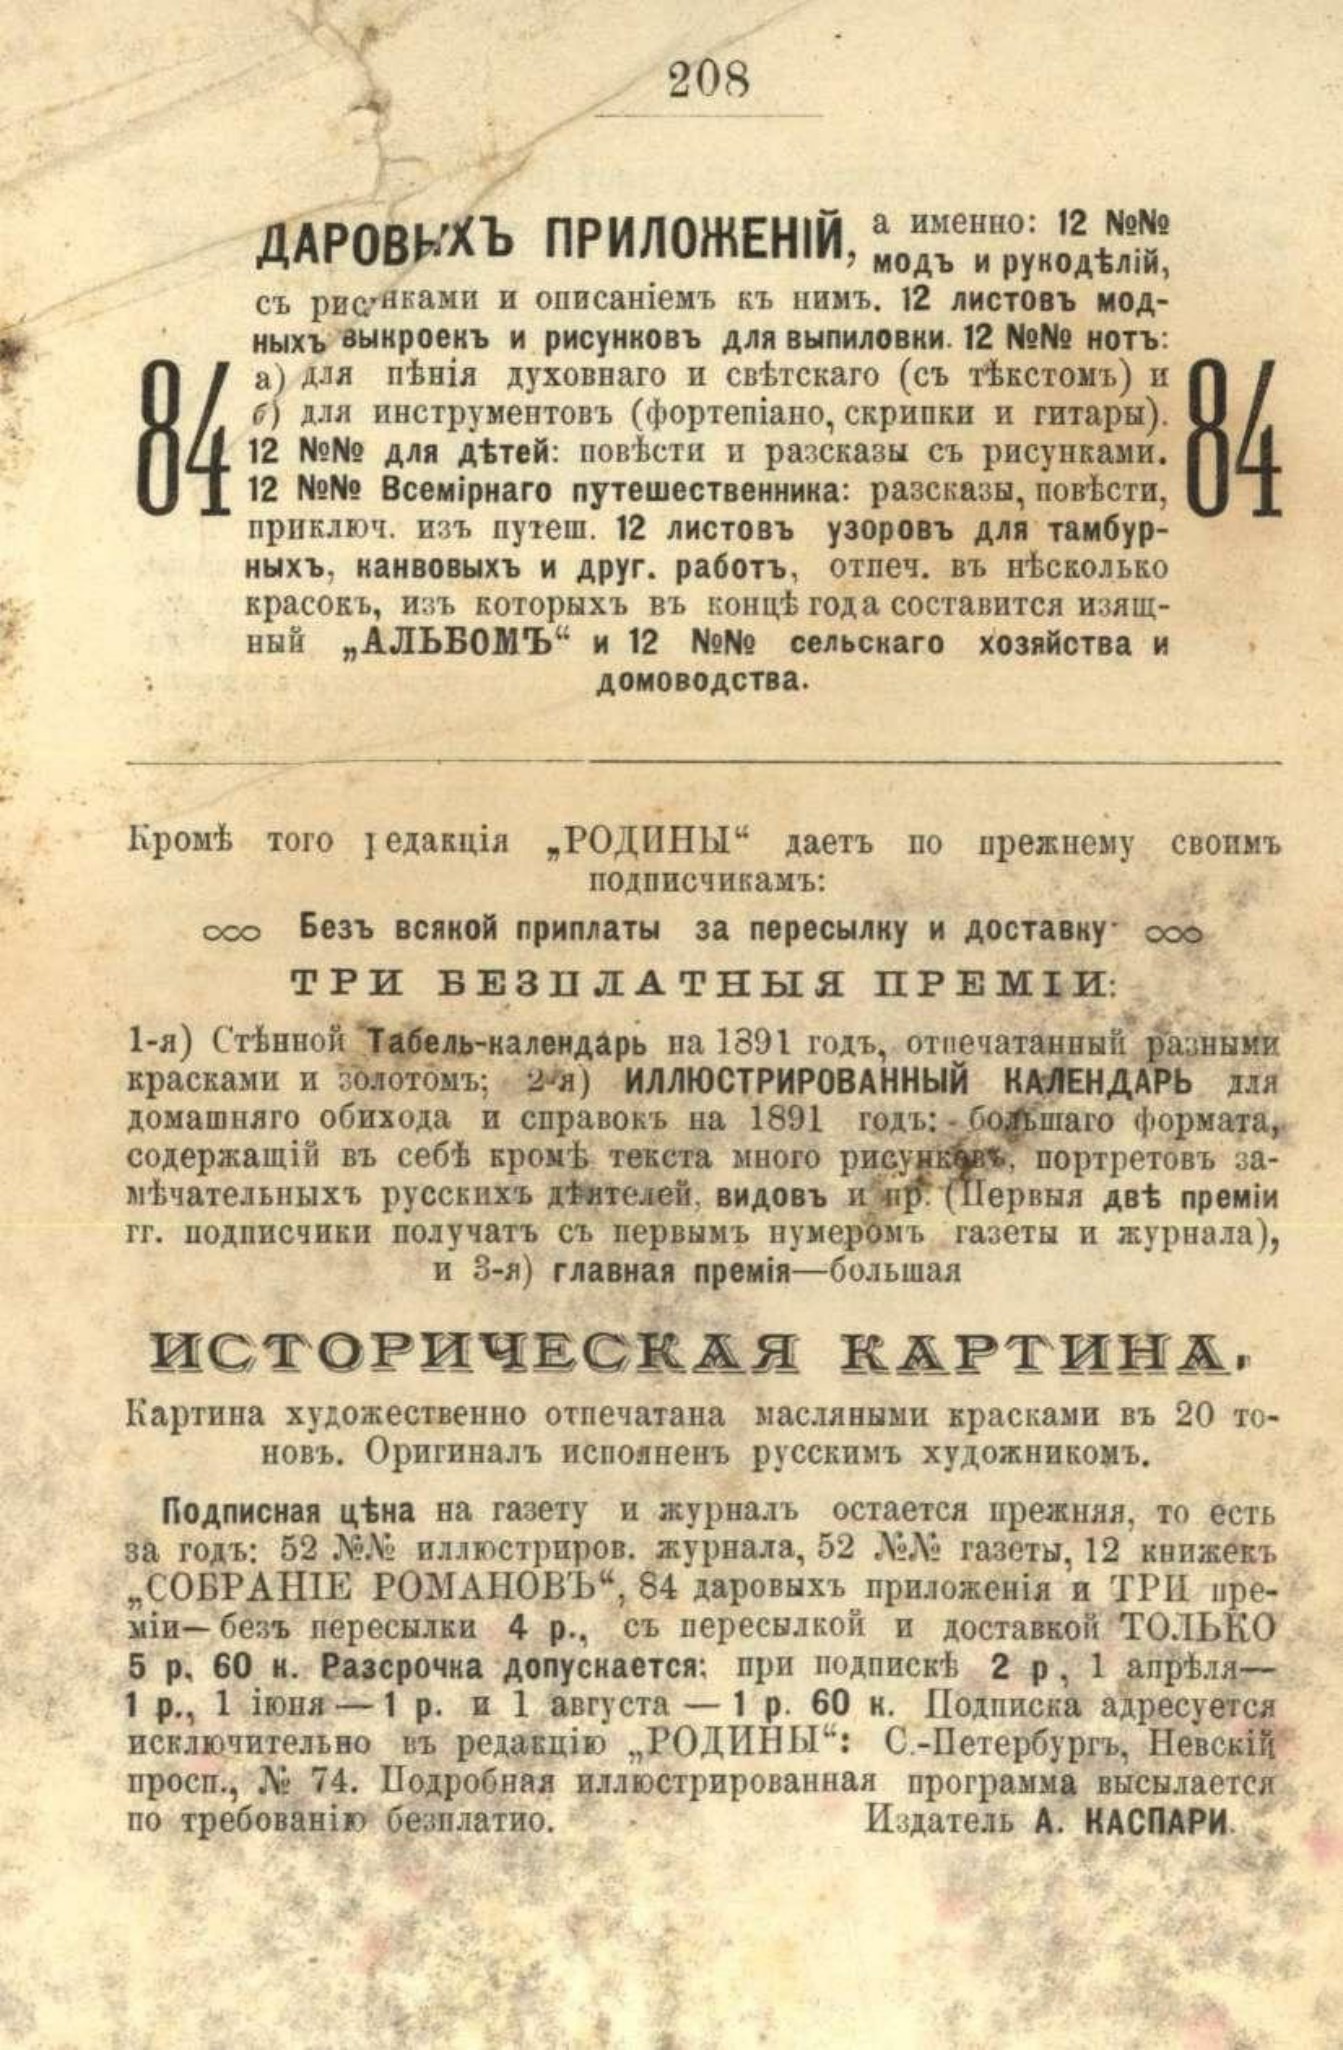 208
ДАРОВЫХЪ ПРИЛОЖЕНІЙ, а именно: 12 №№
модъ и рукодѣлій,
съ рисунками и описаніемъ къ нимъ. 12 листовъ мод-
ныхъ выкроекъ и рисунковъ для выпиловки. 12 №№ нотъ:
а) для пѣнія духовнаго и свѣтскаго (съ тѣкстомъ) и
б) для инструментовъ (фортепіано, скрипки и гитары).
84 12 №№ для дѣтей: повѣсти и разсказы съ рисунками. 84
12 №№ Всемірнаго путешественника: разсказы, повѣсти,
приключ. изъ путеш. 12 листовъ узоровъ для тамбур-
ныхъ, канвовыхъ и друг. работъ, отпеч. въ нѣсколько
красокъ, изъ которыхъ въ концѣ года составится изящ-
ный „АЛЬБОМЪ“ и 12 №№ сельскаго хозяйства и
домоводства.
Кромѣ того редакція „РОДИНЫ“ даетъ по прежнему своимъ
подписчикамъ:
Безъ всякой приплаты за пересылку и доставку
ТРИ БЕЗПЛАТНЫЯ ПРЕМІИ:
1-я) Стѣнной Табель-календарь на 1891 годъ, отпечатанный разными
красками и золотомъ; 2-я) ИЛЛЮСТРИРОВАННЫЙ КАЛЕНДАРЬ для
домашняго обихода и справокъ на 1891 годъ: большаго формата,
содержащій въ себѣ кромѣ текста много рисунковъ, портретовъ за-
мѣчательныхъ русскихъ дѣятелей, видовъ и пр. (Первыя двѣ преміи
гг. подписчики получатъ съ первымъ нумеромъ газеты и журнала),
и 3-я) главная премія—большая
ИСТОРИЧЕСКАЯ КАРТИНА.
Картина художественно отпечатана масляными красками въ 20 то-
новъ. Оригиналъ исполненъ русскимъ художникомъ.
Подписная цѣна на газету и журналъ остается прежняя, то есть
за годъ: 52 №№ иллюстриров. журнала, 52 №№ газеты, 12 книжекъ
„СОБРАНІЕ РОМАНОВЪ“, 84 даровыхъ приложенія и ТРИ пре-
міи—безъ пересылки 4 р., съ пересылкой и доставкой ТОЛЬКО
5 р. 60 к. Разсрочка допускается: при подпискѣ 2 р, 1 апрѣля—
1 р., 1 іюня — 1 р. и 1 августа — 1 р. 60 к. Подписка адресуется
исключительно въ редакцію „РОДИНЫ“: С.-Петербургъ, Невскій
просп., № 74. Подробная иллюстрированная программа высылается
по требованію безплатно. Издатель А. КАСПАРИ.